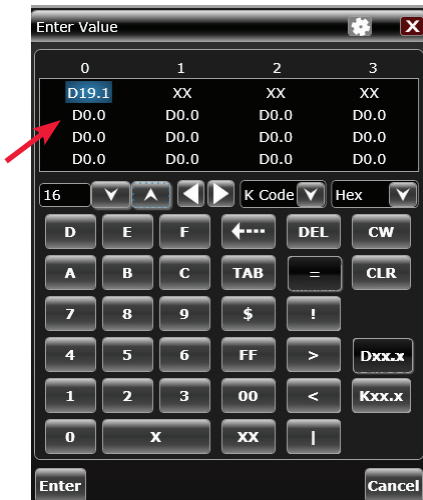 Enter Value X
0 1 2 3
D19.1 XX XX XX
D0.0 D0.0 D0.0 D0.0
D0.0 D0.0 D0.0 D0.0
D0.0 D0.0 D0.0 D0.0
16 K Code Hex
D E F DEL CW
A B C TAB = CLR
7 8 9 $ !
4 5 6 FF > Dxx.x
1 2 3 00 < Kxx.x
0 X XX |
Enter Cancel